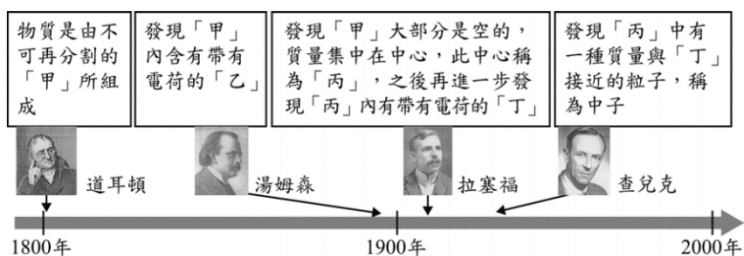 物質是由不
可再分割的
「甲」所組
成
發現「甲」
內含有帶有
電荷的「乙」
發現「甲」大部分是空的，
質量集中在中心，此中心稱
為「丙」，之後再進一步發
現「丙」內有帶有電荷的「丁」
發現「丙」中有
一種質量與「丁」
接近的粒子，稱
為中子
道耳頓
湯姆森
拉塞福
查兌克
1800年
1900年
2000年